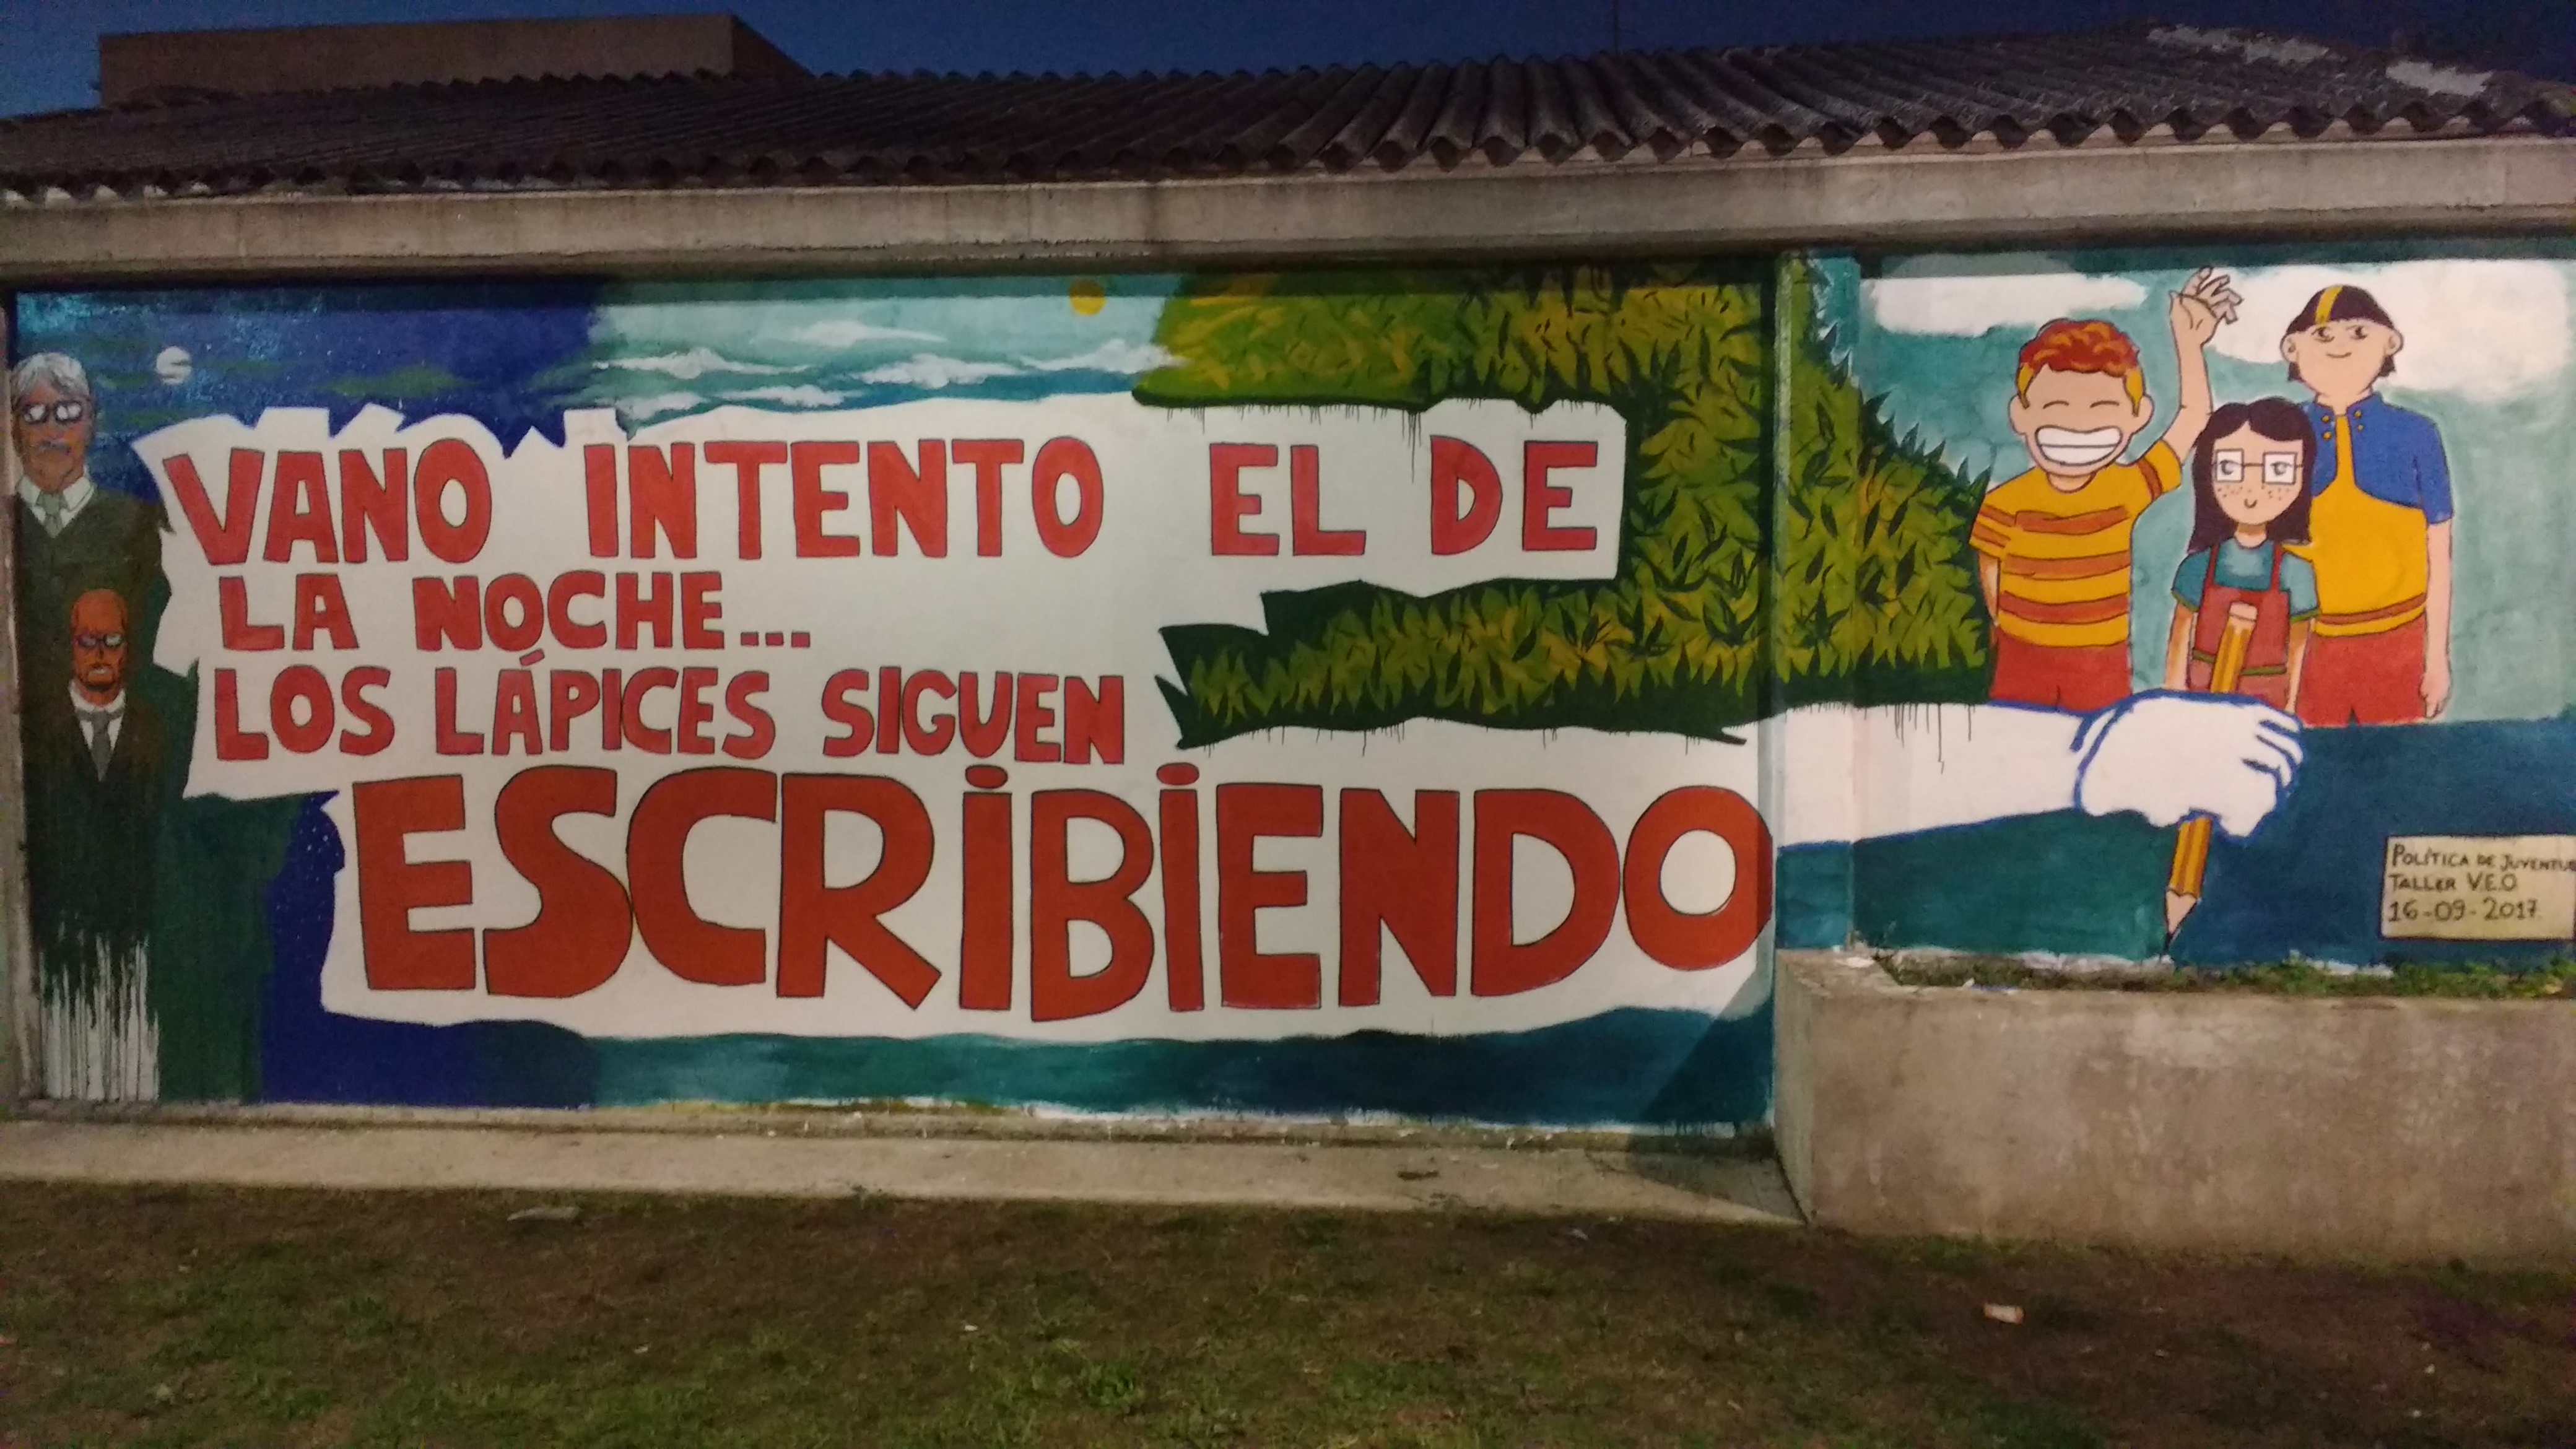 VANO INTENTO EL DE
LA NOCHE...
LOS LÁPICES SIGUEN
ESCRIBIENDO
POLÍTICA DE JUVENTUD
TALLER V.E.O.
16-09-2017